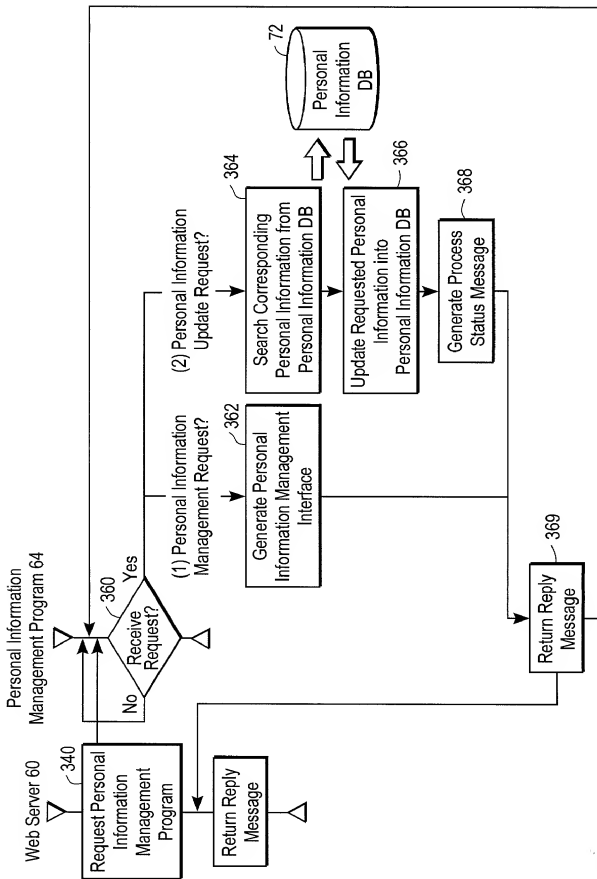 Web Server 60
340
Request Personal
Information
Management
Program
Return Reply
Message
Personal Information
Management Program 64
360
Receive
Request?
No
Yes
(1) Personal Information
Management Request?
362
Generate Personal
Information Management
Interface
(2) Personal Information
Update Request?
364
Search Corresponding
Personal Information from
Personal Information DB
366
Update Requested Personal
Information into
Personal Information DB
368
Generate Process
Status Message
72
Personal
Information
DB
369
Return Reply
Message